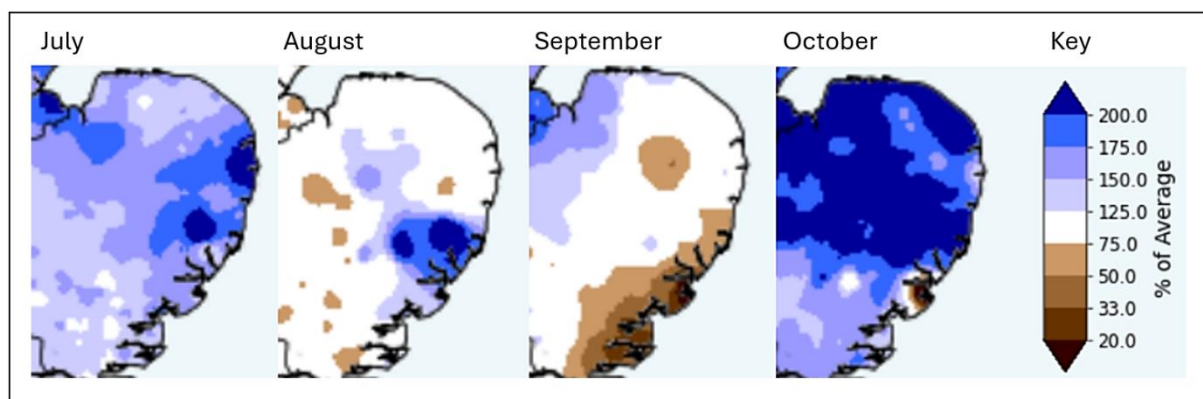 July
August
September
October
Key
200.0
175.0
150.0
125.0
75.0
50.0
33.0
20.0
% of Average